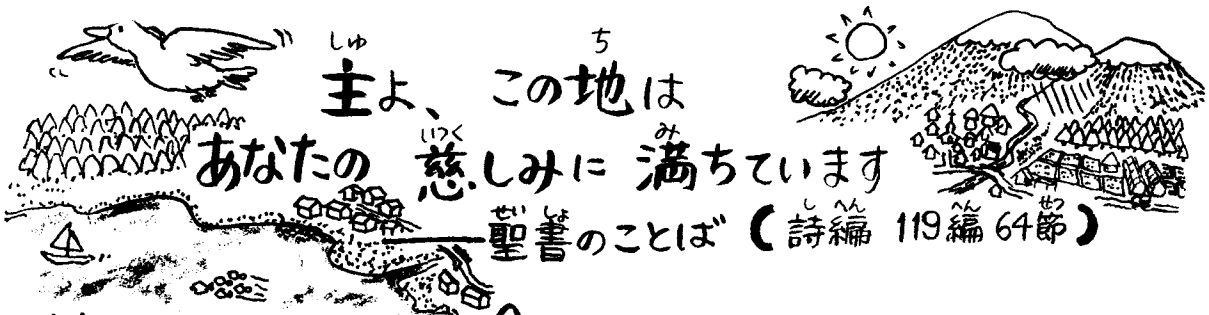 主よ、この地は
あなたの 慈しみに 満ちています
——聖書のことば（詩編 119編 64節）